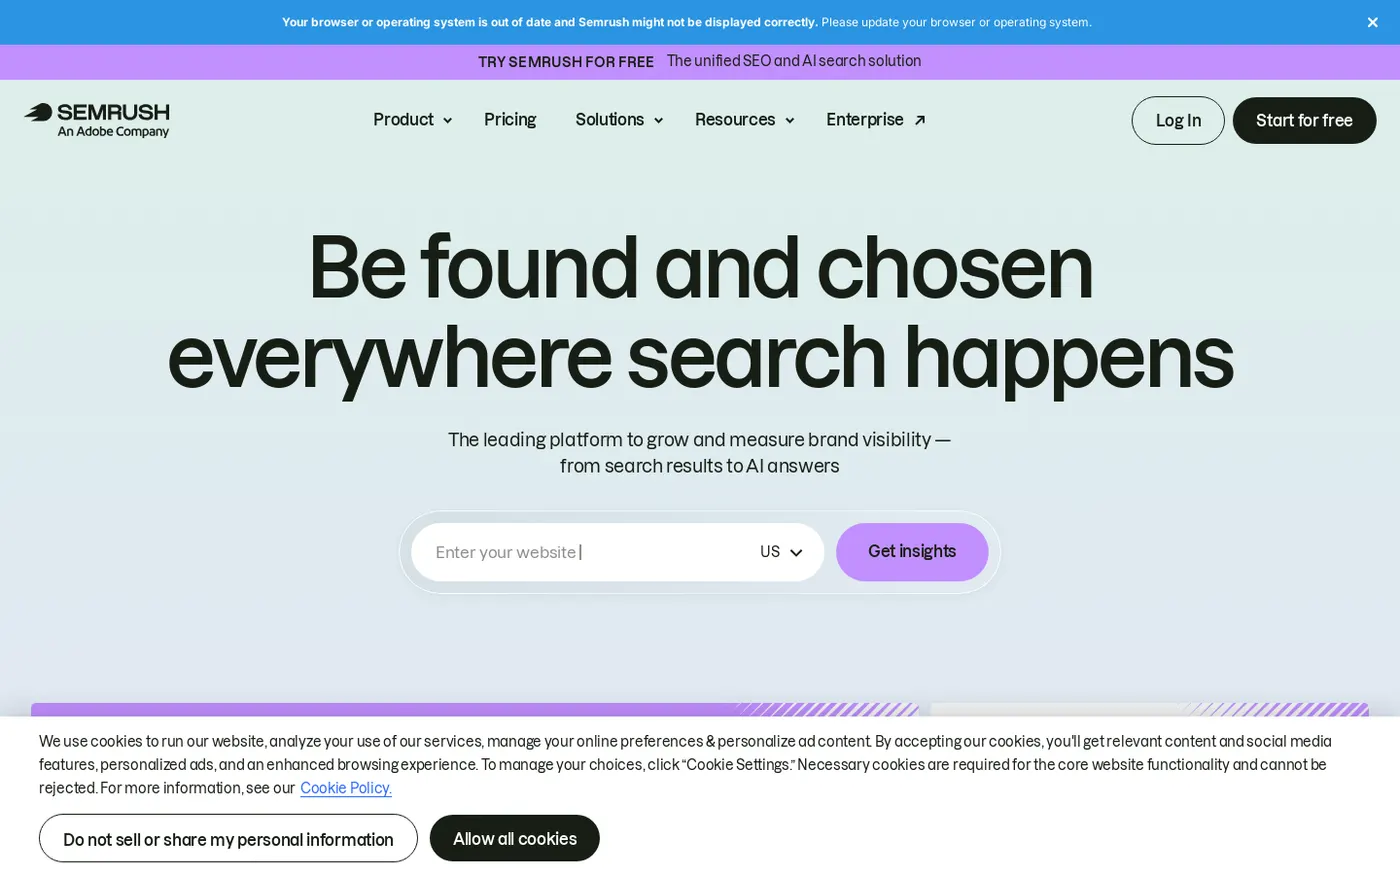 Your browser or operating system is out of date and Semrush might not be displayed correctly. Please update your browser or operating system.
TRY SEMRUSH FOR FREE The unified SEO and AI search solution
SEMRUSH
An Adobe Company
Product
Pricing
Solutions
Resources
Enterprise
Log In
Start for free
Be found and chosen
everywhere search happens
The leading platform to grow and measure brand visibility —
from search results to AI answers
Enter your website
US
Get insights
We use cookies to run our website, analyze your use of our services, manage your online preferences & personalize ad content. By accepting our cookies, you'll get relevant content and social media
features, personalized ads, and an enhanced browsing experience. To manage your choices, click “Cookie Settings.” Necessary cookies are required for the core website functionality and cannot be
rejected. For more information, see our Cookie Policy.
Do not sell or share my personal information
Allow all cookies